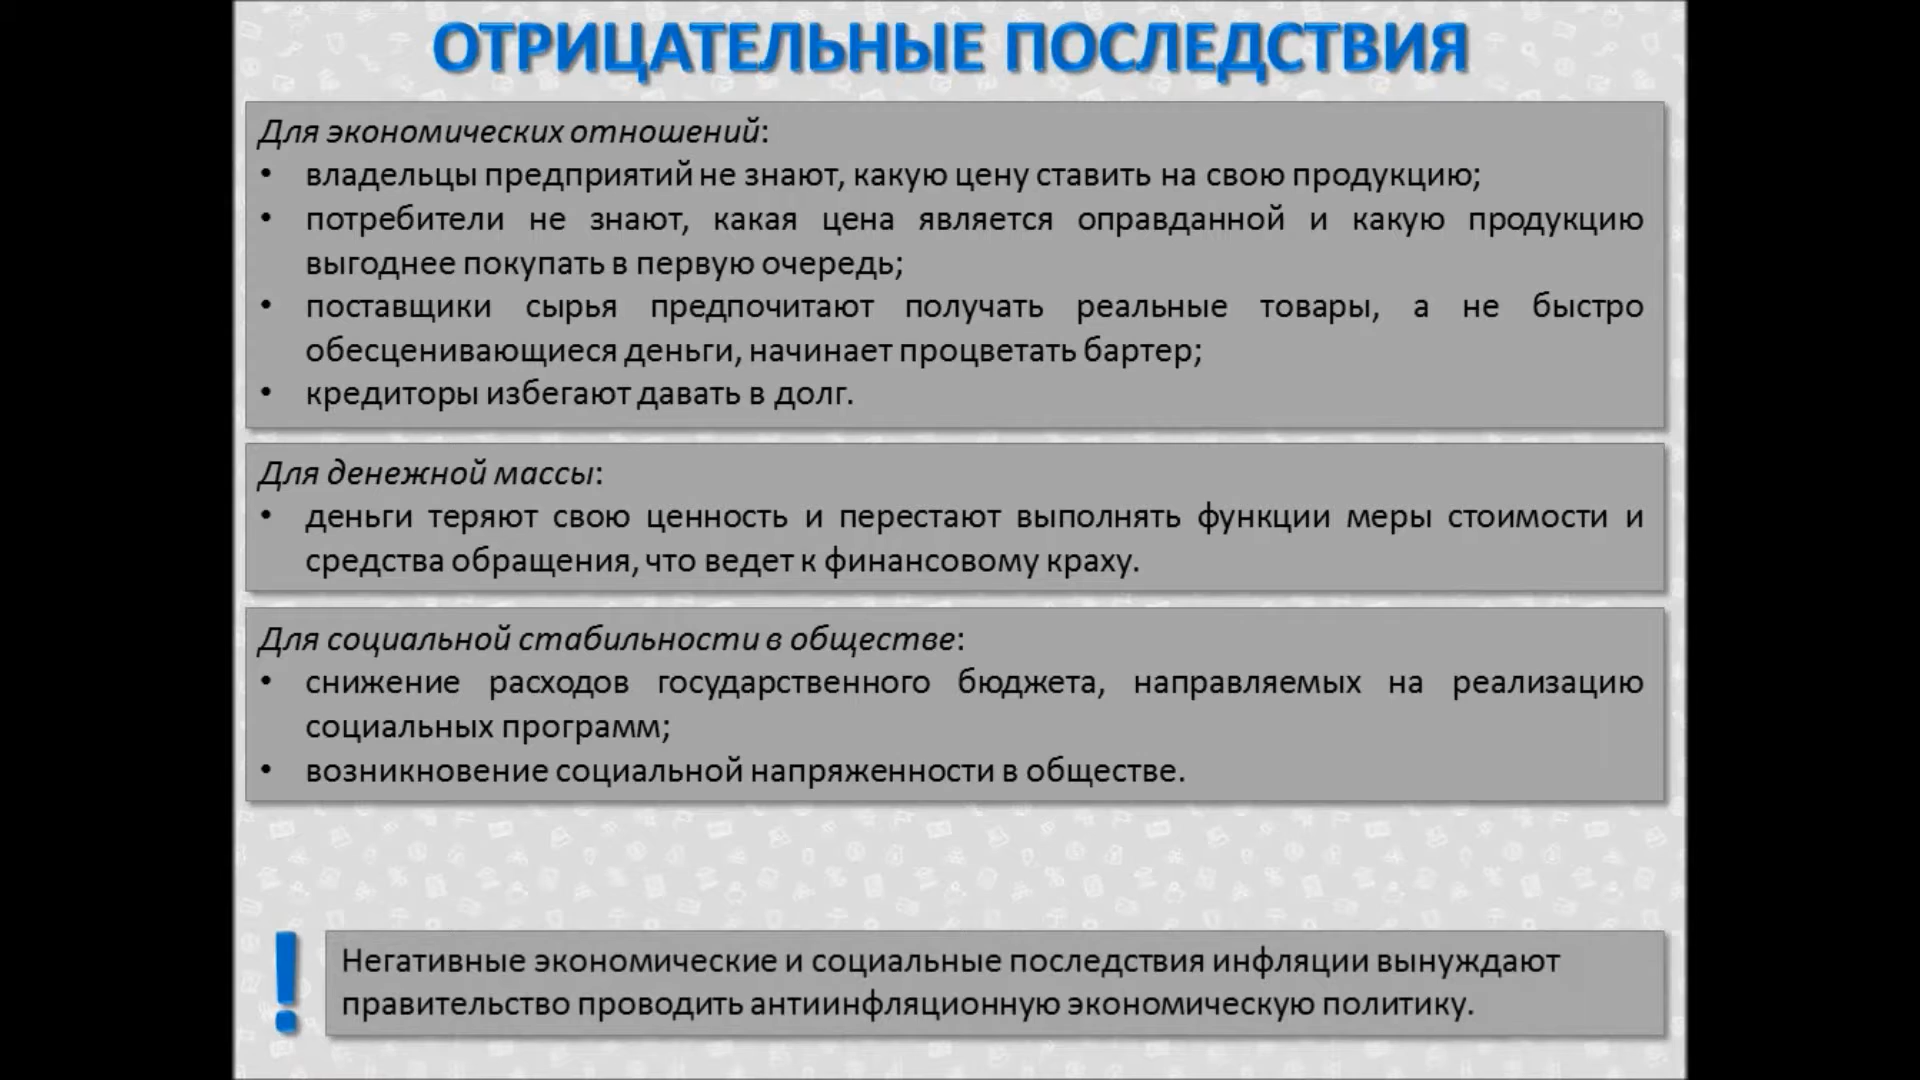 ОТРИЦАТЕЛЬНЫЕ ПОСЛЕДСТВИЯ
Для экономических отношений:
• владельцы предприятий не знают, какую цену ставить на свою продукцию;
• потребители не знают, какая цена является оправданной и какую продукцию
выгоднее покупать в первую очередь;
• поставщики сырья предпочитают получать реальные товары, а не быстро
обесценивающиеся деньги, начинает процветать бартер;
• кредиторы избегают давать в долг.
Для денежной массы:
• деньги теряют свою ценность и перестают выполнять функции меры стоимости и
средства обращения, что ведет к финансовому краху.
Для социальной стабильности в обществе:
• снижение расходов государственного бюджета, направляемых на реализацию
социальных программ;
• возникновение социальной напряженности в обществе.
! Негативные экономические и социальные последствия инфляции вынуждают
правительство проводить антиинфляционную экономическую политику.